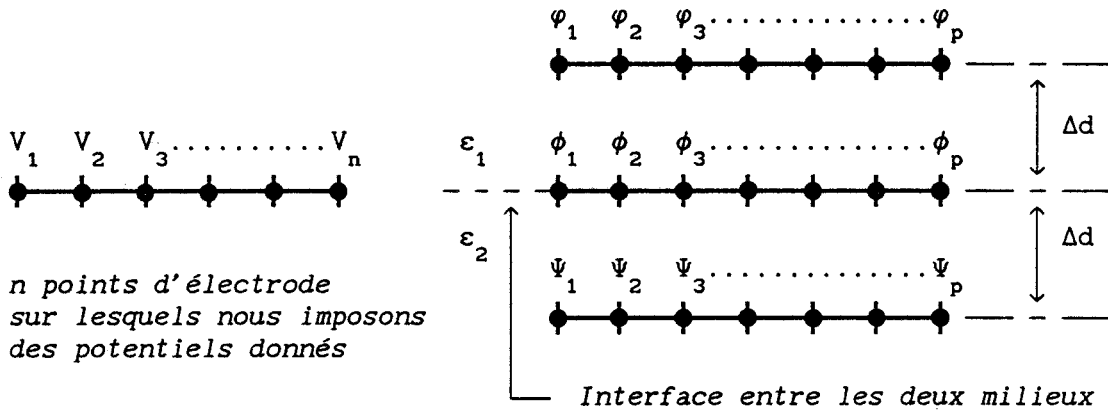 φ₁ φ₂ φ₃ . . . . . . . . . . . . . . . . φₚ
Δd
V₁ V₂ V₃ . . . . . . . . . . Vₙ
ε₁
ϕ₁ ϕ₂ ϕ₃ . . . . . . . . . . . . . . . . ϕₚ
ε₂
Δd
Ψ₁ Ψ₂ Ψ₃ . . . . . . . . . . . . . . . . Ψₚ
n points d'électrode
sur lesquels nous imposons
des potentiels donnés
Interface entre les deux milieux